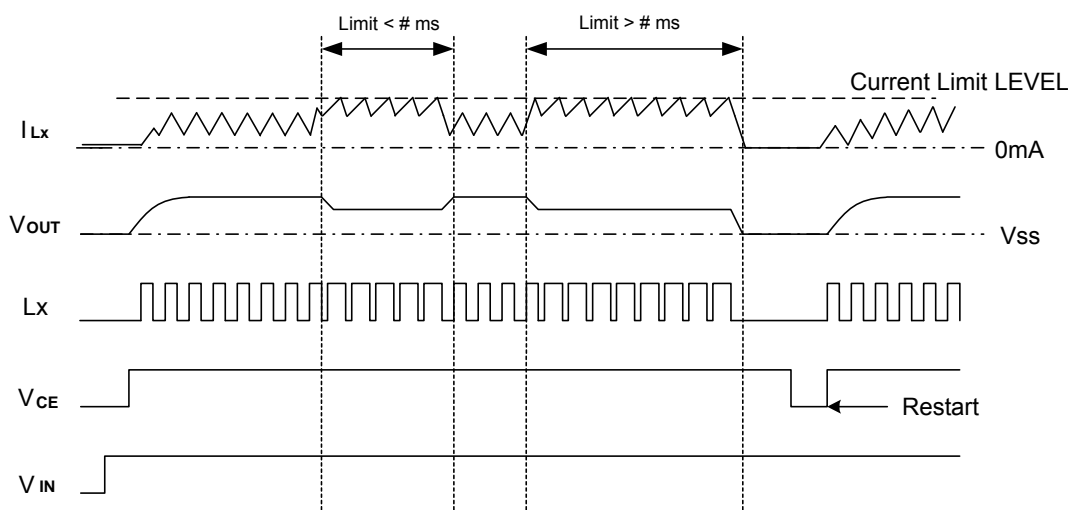 Limit < # ms
Limit > # ms
Current Limit LEVEL
ILx
0mA
VOUT
Vss
Lx
VCE
Restart
VIN